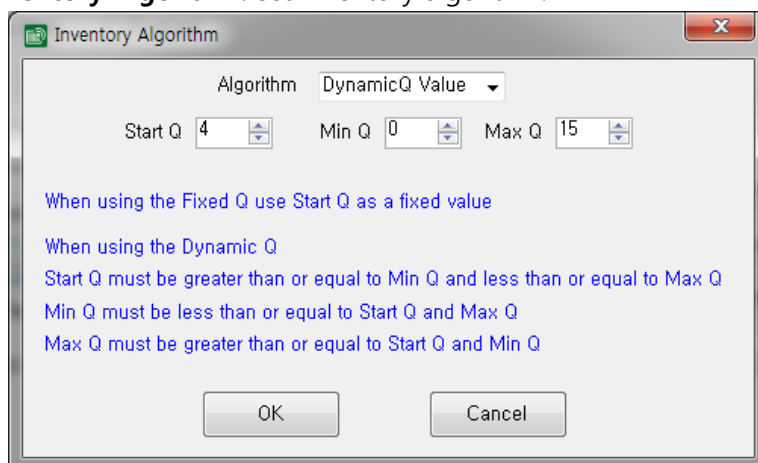 Inventory Algorithm
Algorithm DynamicQ Value
Start Q 4 Min Q 0 Max Q 15
When using the Fixed Q use Start Q as a fixed value
When using the Dynamic Q
Start Q must be greater than or equal to Min Q and less than or equal to Max Q
Min Q must be less than or equal to Start Q and Max Q
Max Q must be greater than or equal to Start Q and Min Q
OK Cancel